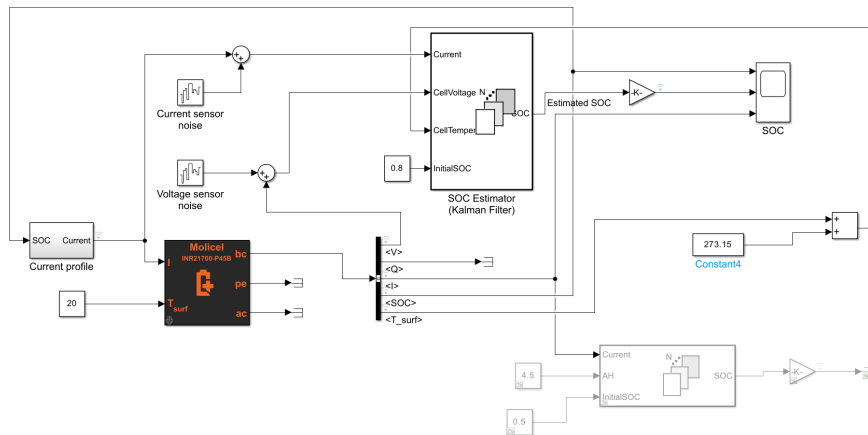 Current
N
CellVoltage
SOC
Estimated SOC
-K-
Current sensor
noise
SOC
CellTemper
0.8
InitialSOC
Voltage sensor
noise
SOC Estimator
(Kalman Filter)
SOC
Current
Current profile
Molicel
INR21700-P45B
I
bc
<V>
273.15
Constant4
<Q>
pe
<I>
20
T_surf
<SOC>
ac
<T_surf>
Current
N
4.5
AH
SOC
-K-
InitialSOC
0.5